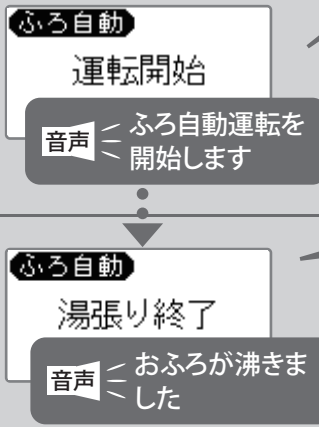 ふろ自動
運転開始
音声
ふろ自動運転を
開始します
ふろ自動
湯張り終了
音声
おふろが沸きま
した